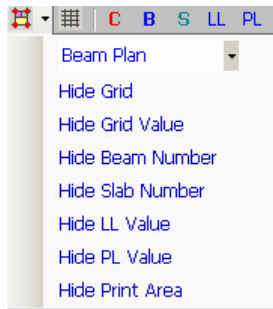 C B S LL PL
Beam Plan
Hide Grid
Hide Grid Value
Hide Beam Number
Hide Slab Number
Hide LL Value
Hide PL Value
Hide Print Area